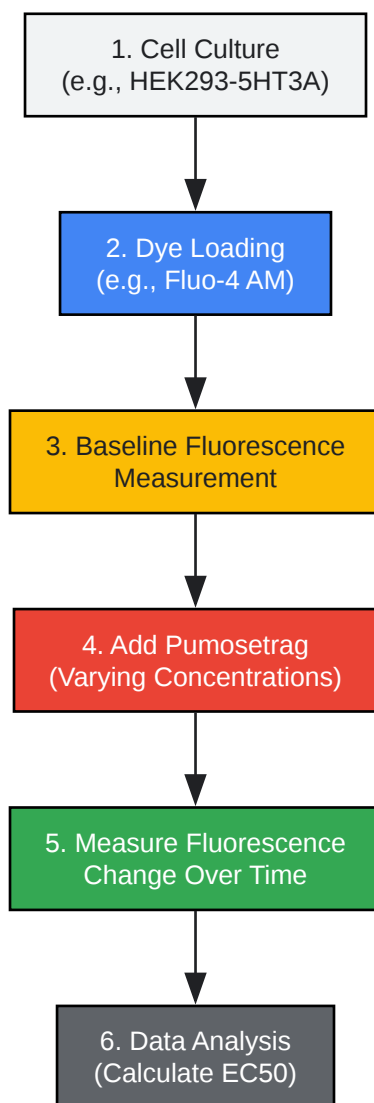 1. Cell Culture
(e.g., HEK293-5HT3A)
2. Dye Loading
(e.g., Fluo-4 AM)
3. Baseline Fluorescence
Measurement
4. Add Pumosetrag
(Varying Concentrations)
5. Measure Fluorescence
Change Over Time
6. Data Analysis
(Calculate EC50)